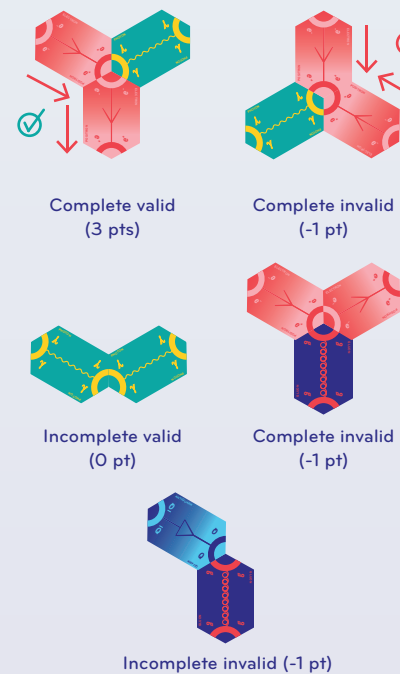 Complete valid
(3 pts)
Complete invalid
(-1 pt)
Incomplete valid
(0 pt)
Complete invalid
(-1 pt)
Incomplete invalid (-1 pt)